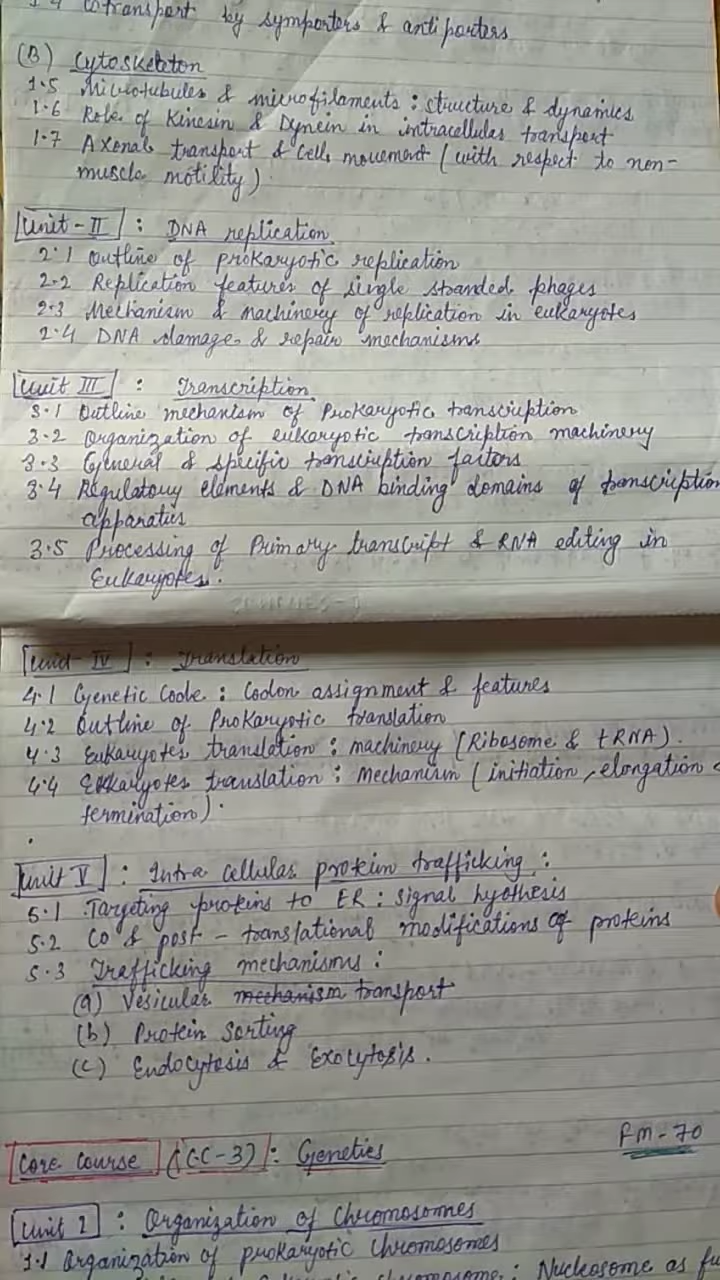 1.4 Cotransport by symporters & antiporters
(B) Cytoskeleton
1.5 Microtubules & microfilaments : structure & dynamics
1.6 Role of Kinesin & Dynein in intracellular transport
1.7 Axonal transport & Cell movement (with respect to non-
muscle motility)
Unit-II : DNA replication
2.1 Outline of prokaryotic replication
2.2 Replication features of single stranded phages
2.3 Mechanism & machinery of replication in eukaryotes
2.4 DNA damage & repair mechanisms
Unit III : Transcription
3.1 Outline mechanism of Prokaryotic transcription
3.2 Organization of eukaryotic transcription machinery
3.3 General & specific transcription factors
3.4 Regulatory elements & DNA binding domains of transcription
apparatus
3.5 Processing of Primary transcript & RNA editing in
Eukaryotes.
Unit-IV : Translation
4.1 Genetic Code : Codon assignment & features
4.2 Outline of Prokaryotic translation
4.3 Eukaryotes translation : machinery (Ribosome & tRNA).
4.4 Eukaryotes translation : Mechanism (initiation, elongation &
termination).
Unit V : Intra cellular protein trafficking :
5.1 Targeting proteins to ER : signal hyothesis
5.2 Co & post - translational modifications of proteins
5.3 Trafficking mechanisms :
(a) Vesicular mechanism transport
(b) Protein Sorting
(c) Endocytosis & Exocytosis.
FM-70
Core Course (CC-3) : Genetics
Unit 1 : Organization of Chromosomes
1.1 Organization of prokaryotic Chromosomes
chromosome : Nucleosome as fu